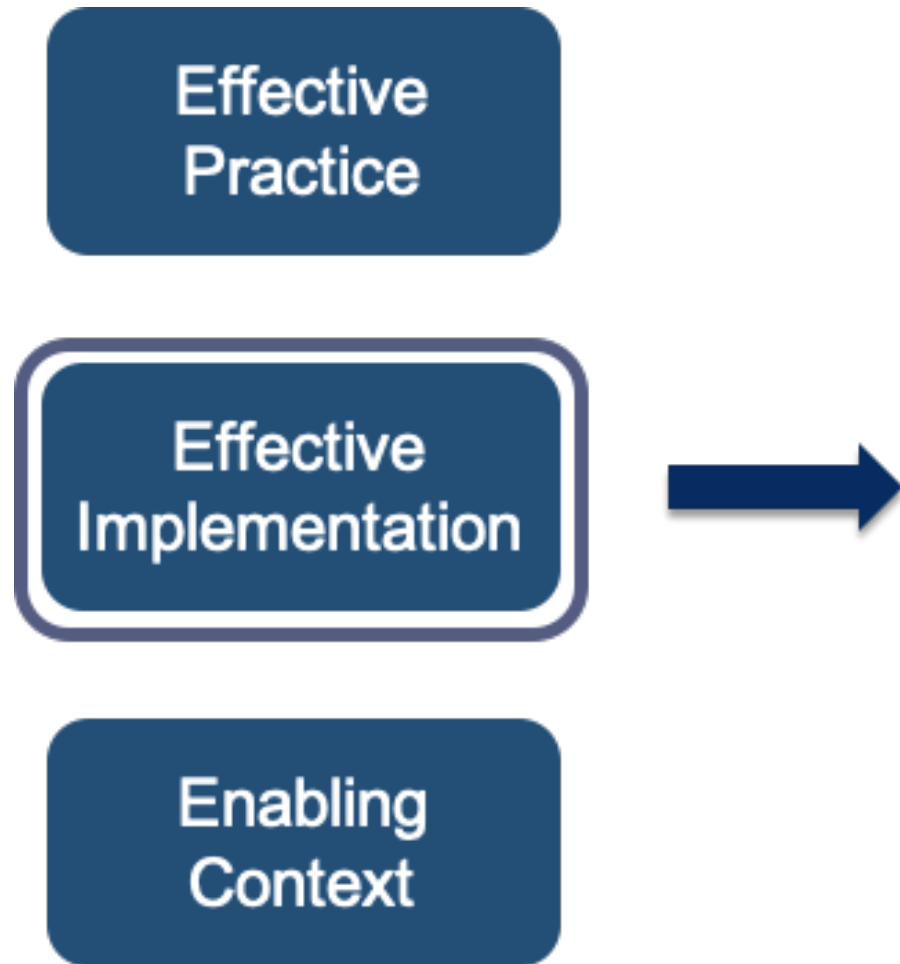 Effective
Practice
Effective
Implementation
Enabling
Context